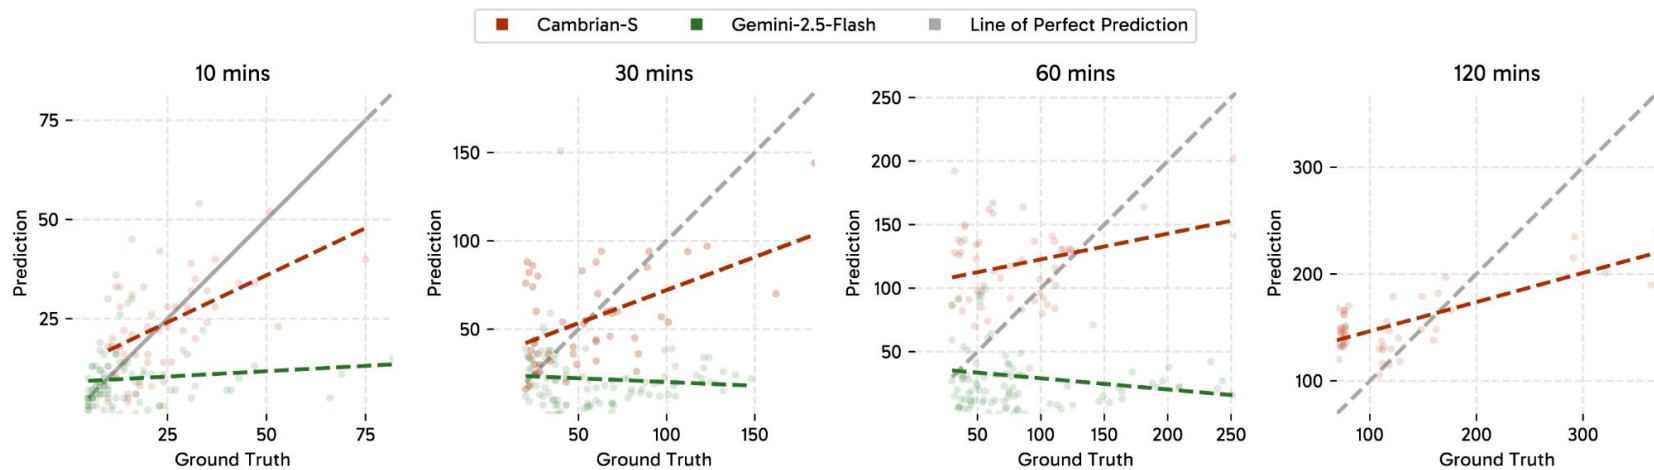 Cambrian-S Gemini-2.5-Flash Line of Perfect Prediction
10 mins
75
50
25
Prediction
25 50 75
Ground Truth
30 mins
150
100
50
Prediction
50 100 150
Ground Truth
60 mins
250
200
150
100
50
Prediction
50 100 150 200 250
Ground Truth
120 mins
300
200
100
Prediction
100 200 300
Ground Truth